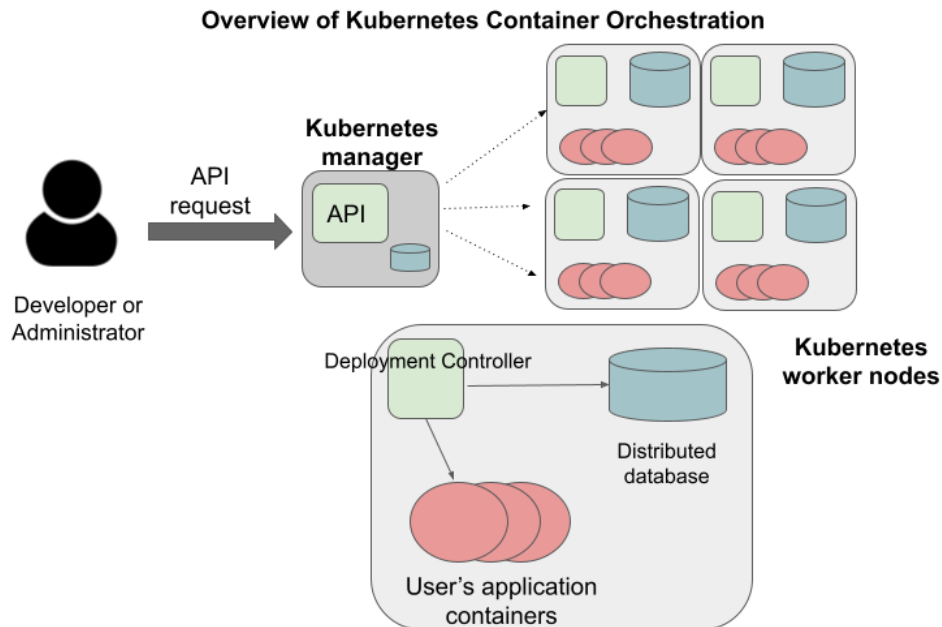 Overview of Kubernetes Container Orchestration
Kubernetes
manager
API
request
API
Developer or
Administrator
Kubernetes
worker nodes
Deployment Controller
Distributed
database
User's application
containers